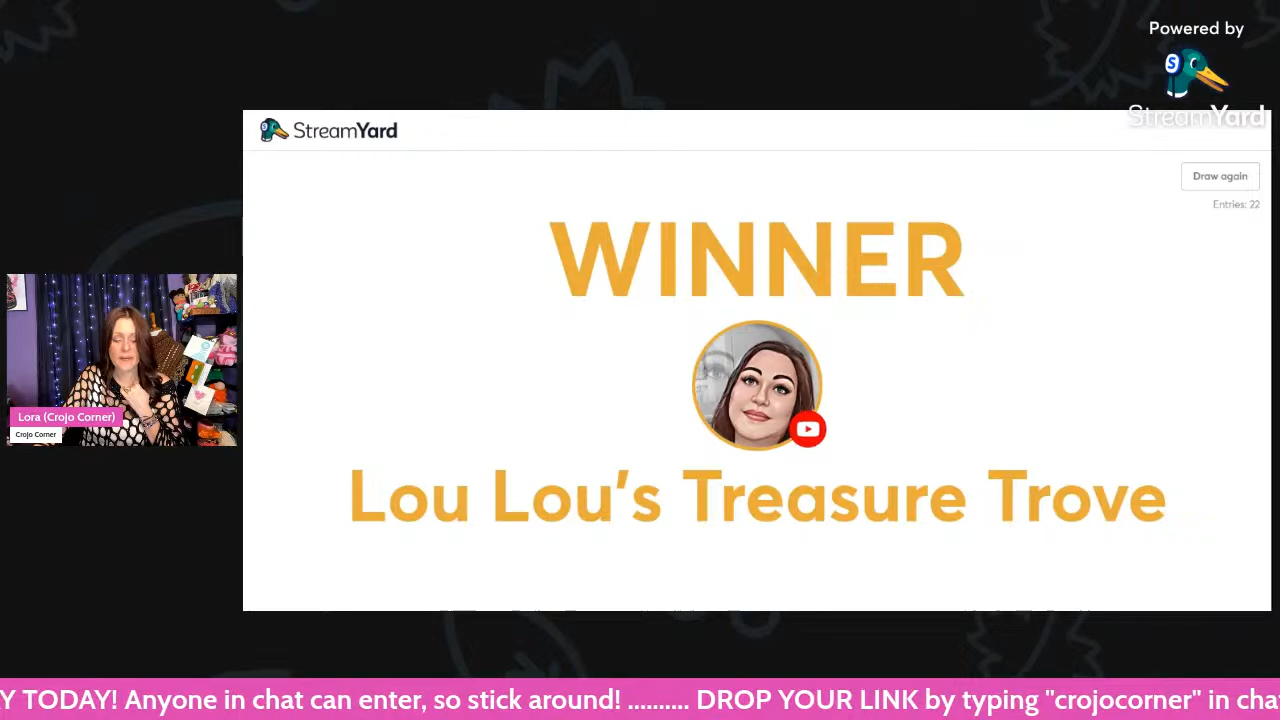 Powered by
StreamYard
StreamYard
Draw again
Entries: 22
WINNER
Lou Lou's Treasure Trove
Lora (Crojo Corner)
Crojo Corner
Y TODAY! Anyone in chat can enter, so stick around! .......... DROP YOUR LINK by typing "crojocorner" in chat